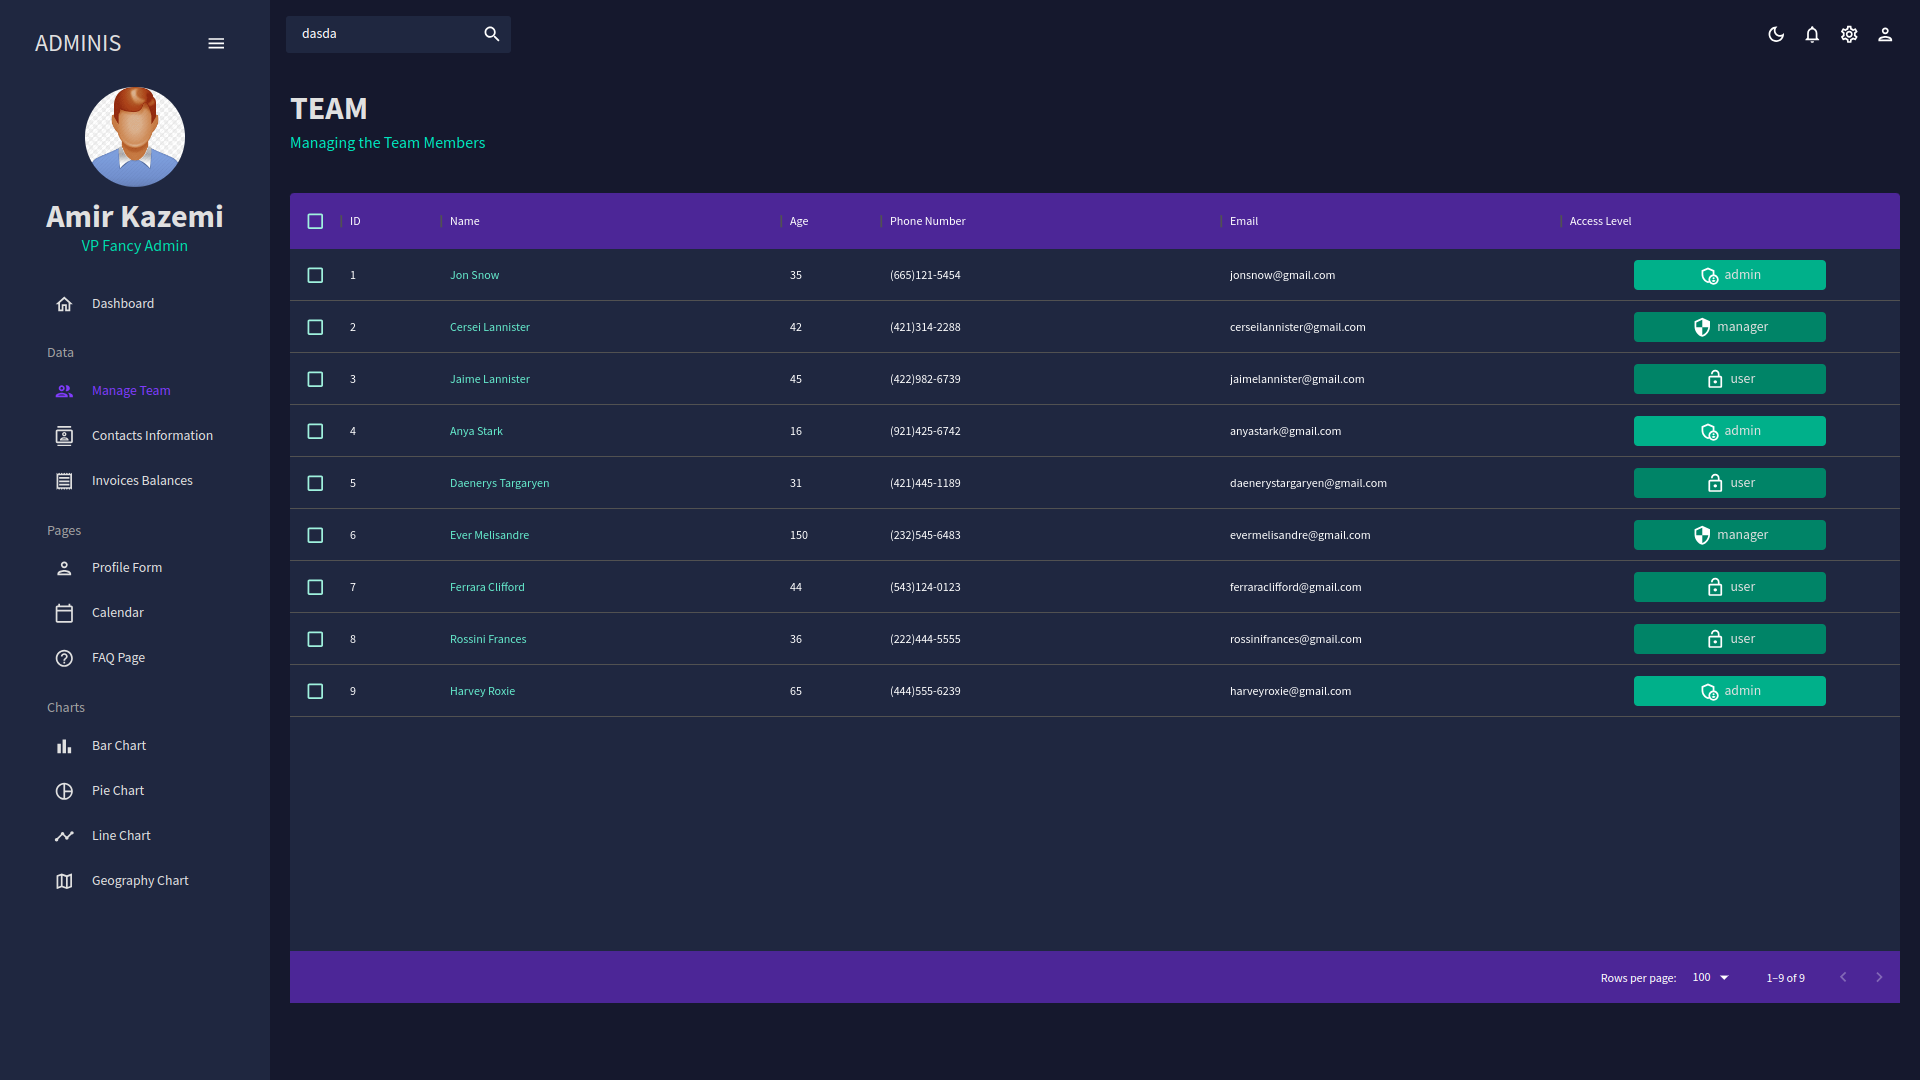 ADMINIS
dasda
Amir Kazemi
VP Fancy Admin
Dashboard
Data
Manage Team
Contacts Information
Invoices Balances
Pages
Profile Form
Calendar
FAQ Page
Charts
Bar Chart
Pie Chart
Line Chart
Geography Chart
TEAM
Managing the Team Members
ID Name Age Phone Number Email Access Level
1 Jon Snow 35 (665)121-5454 jonsnow@gmail.com admin
2 Cersei Lannister 42 (421)314-2288 cerseilannister@gmail.com manager
3 Jaime Lannister 45 (422)982-6739 jaimelannister@gmail.com user
4 Anya Stark 16 (921)425-6742 anyastark@gmail.com admin
5 Daenerys Targaryen 31 (421)445-1189 daenerystargaryen@gmail.com user
6 Ever Melisandre 150 (232)545-6483 evermelisandre@gmail.com manager
7 Ferrara Clifford 44 (543)124-0123 ferraraclifford@gmail.com user
8 Rossini Frances 36 (222)444-5555 rossinifrances@gmail.com user
9 Harvey Roxie 65 (444)555-6239 harveyroxie@gmail.com admin
Rows per page: 100 1–9 of 9